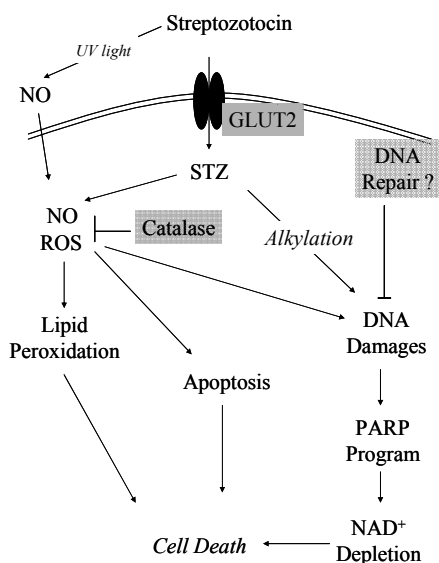 Streptozotocin
UV light
NO
GLUT2
STZ
DNA
Repair ?
NO
ROS
Catalase
Alkylation
Lipid
Peroxidation
DNA
Damages
Apoptosis
PARP
Program
Cell Death
NAD⁺
Depletion